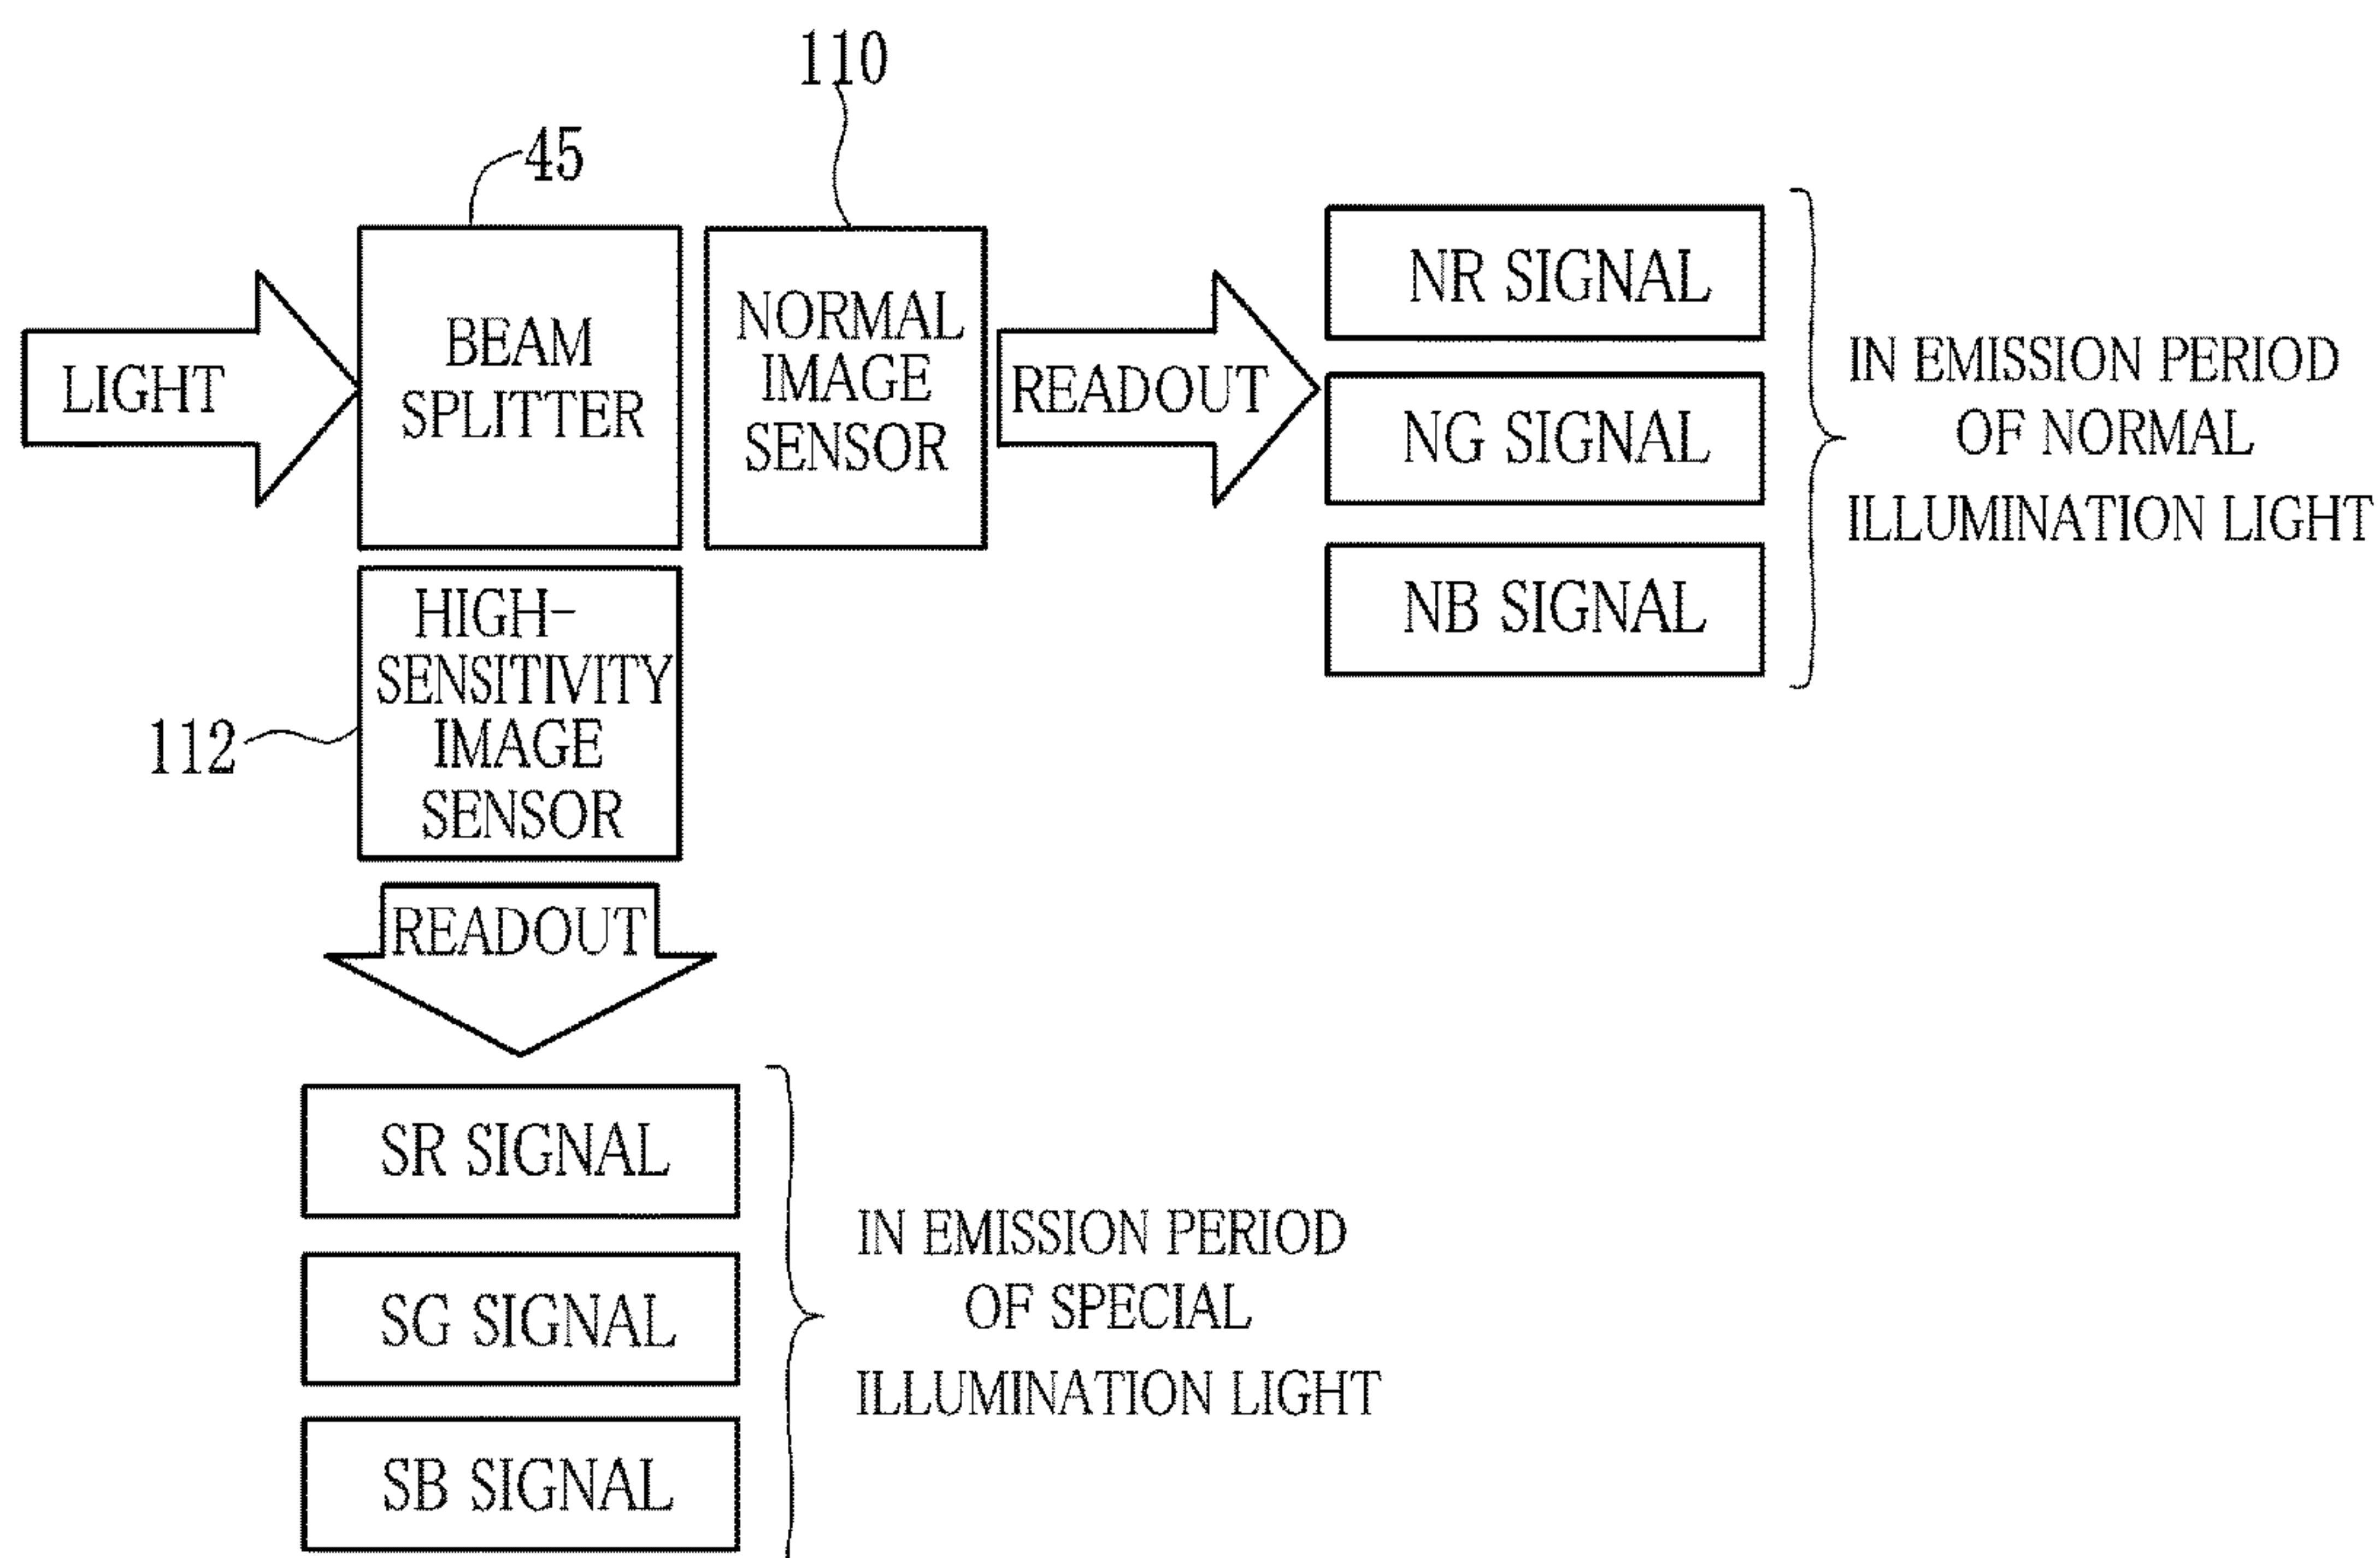 110
45
LIGHT
BEAM
SPLITTER
NORMAL
IMAGE
SENSOR
READOUT
NR SIGNAL
NG SIGNAL
NB SIGNAL
IN EMISSION PERIOD
OF NORMAL
ILLUMINATION LIGHT
HIGH-
SENSITIVITY
IMAGE
SENSOR
112
READOUT
SR SIGNAL
SG SIGNAL
SB SIGNAL
IN EMISSION PERIOD
OF SPECIAL
ILLUMINATION LIGHT